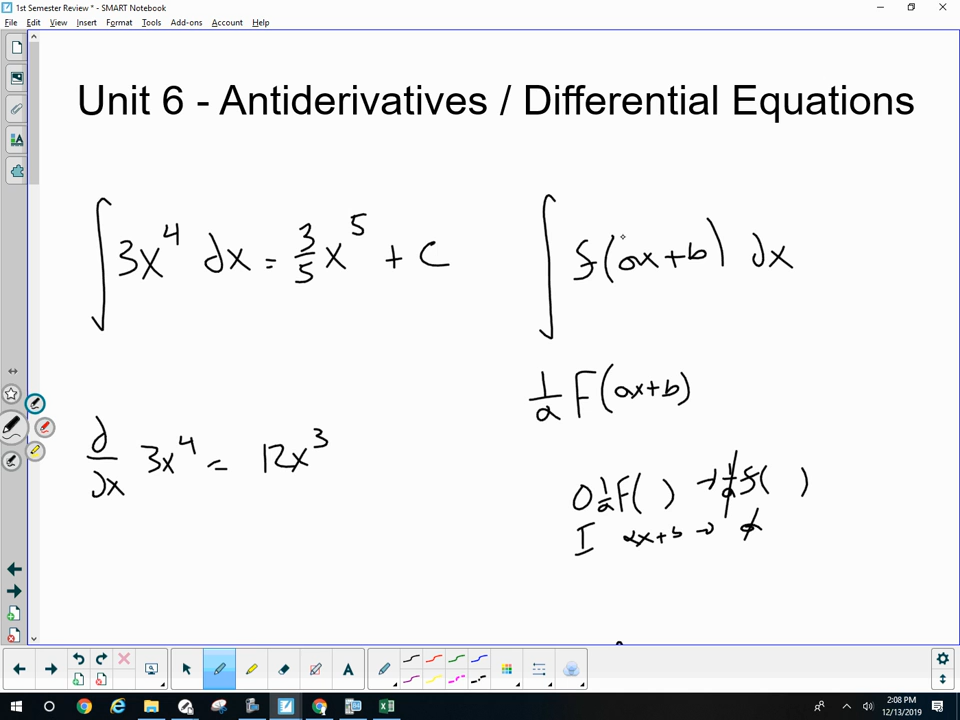 1st Semester Review * - SMART Notebook
File Edit View Insert Format Tools Add-ons Account Help
Unit 6 - Antiderivatives / Differential Equations
∫ 3x⁴ dx = 3/5 x⁵ + C
∫ f(ax+b) dx
1/a F(ax+b)
d/dx 3x⁴ = 12x³
O 1/a F( ) → 1/a f( )
I ax+b → a
A
2:08 PM
12/13/2019